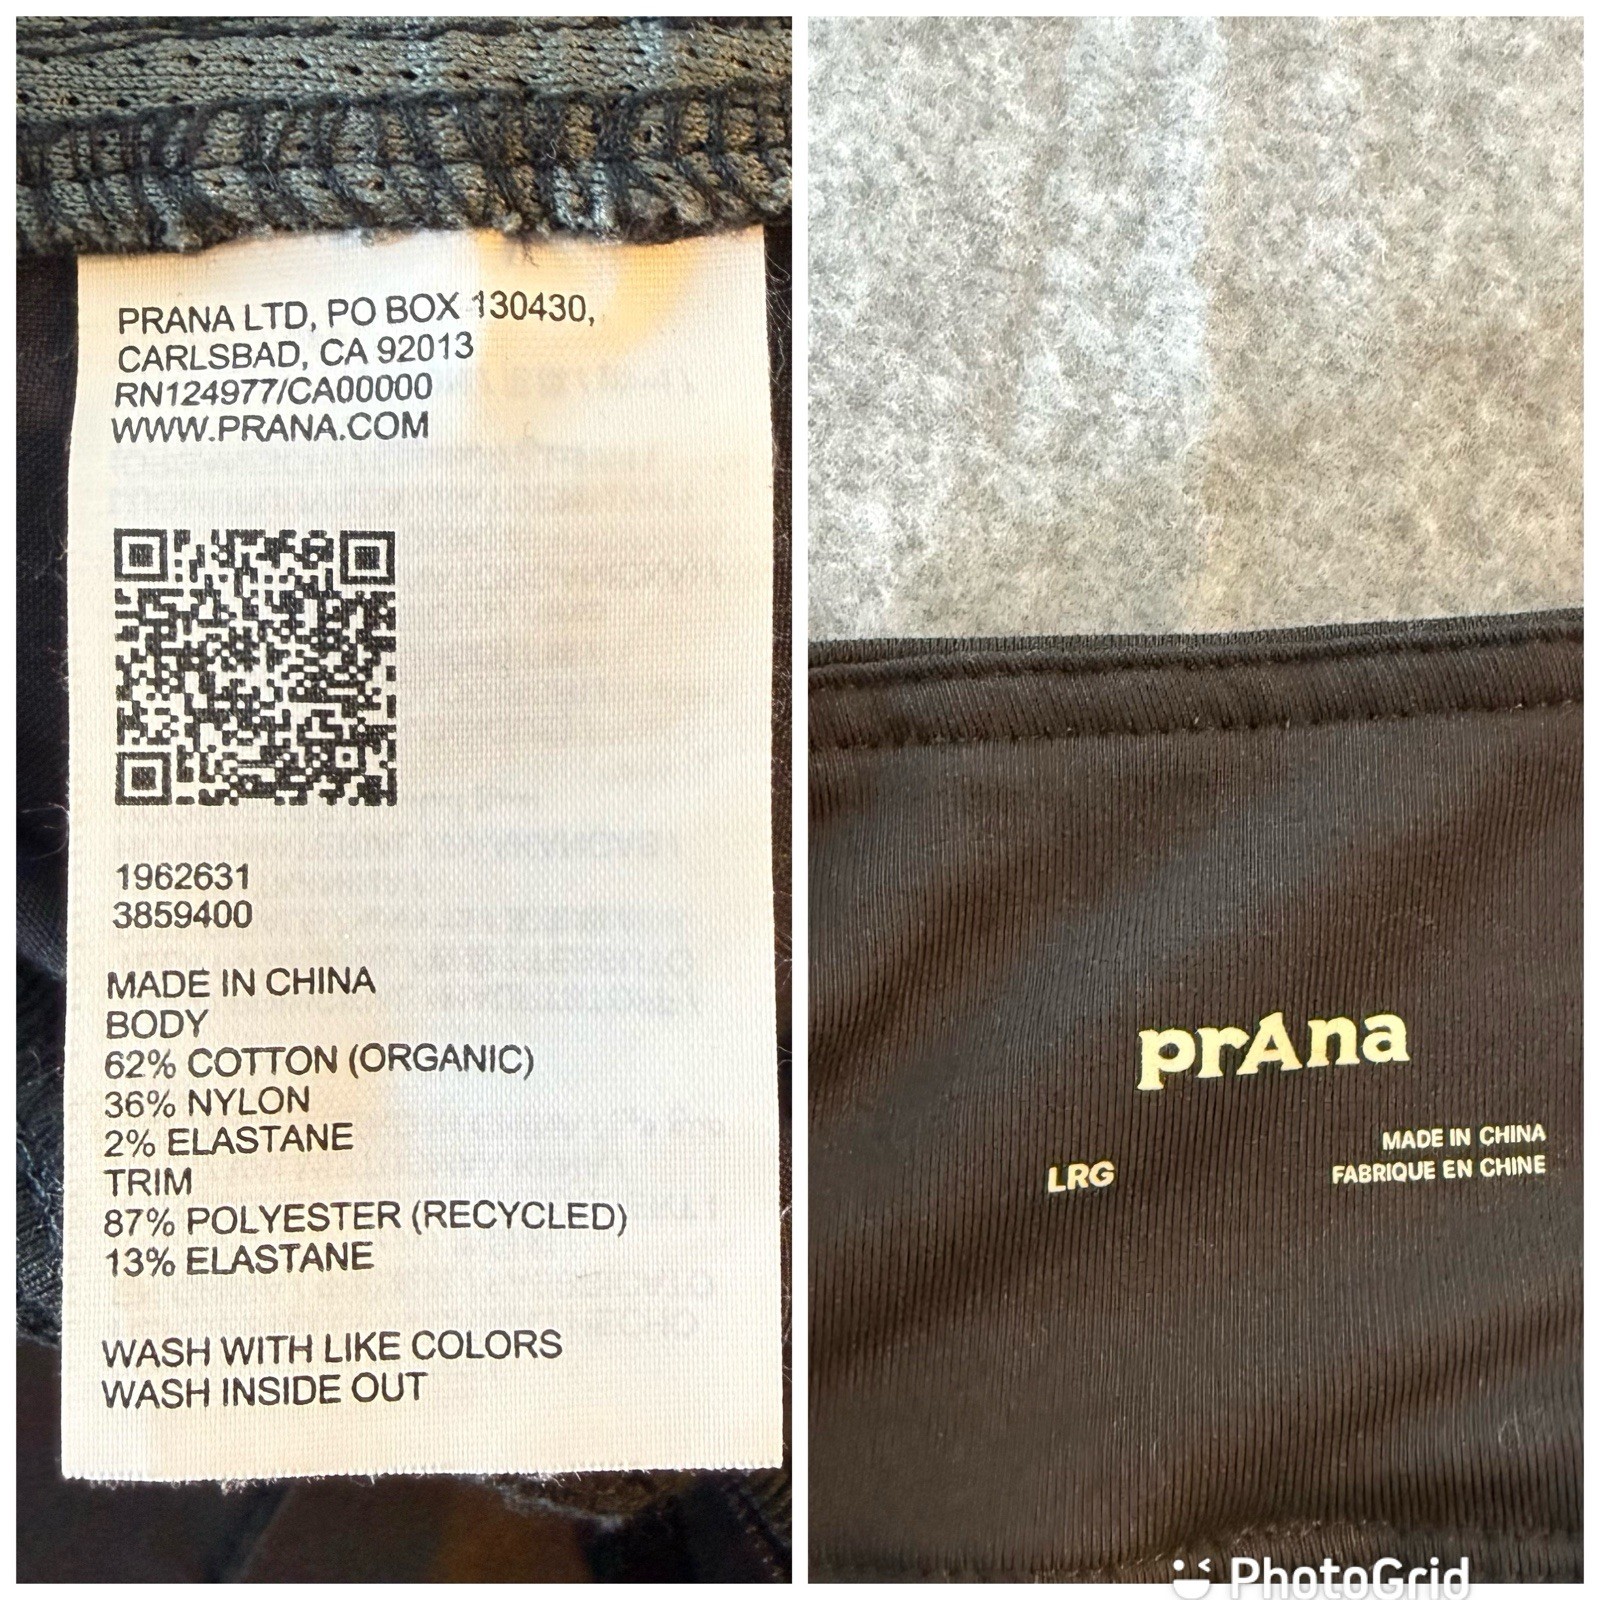 PRANA LTD, PO BOX 130430,
CARLSBAD, CA 92013
RN124977/CA00000
WWW.PRANA.COM
1962631
3859400
MADE IN CHINA
BODY
62% COTTON (ORGANIC)
36% NYLON
2% ELASTANE
TRIM
87% POLYESTER (RECYCLED)
13% ELASTANE
WASH WITH LIKE COLORS
WASH INSIDE OUT
prAna
LRG
MADE IN CHINA
FABRIQUE EN CHINE
PhotoGrid